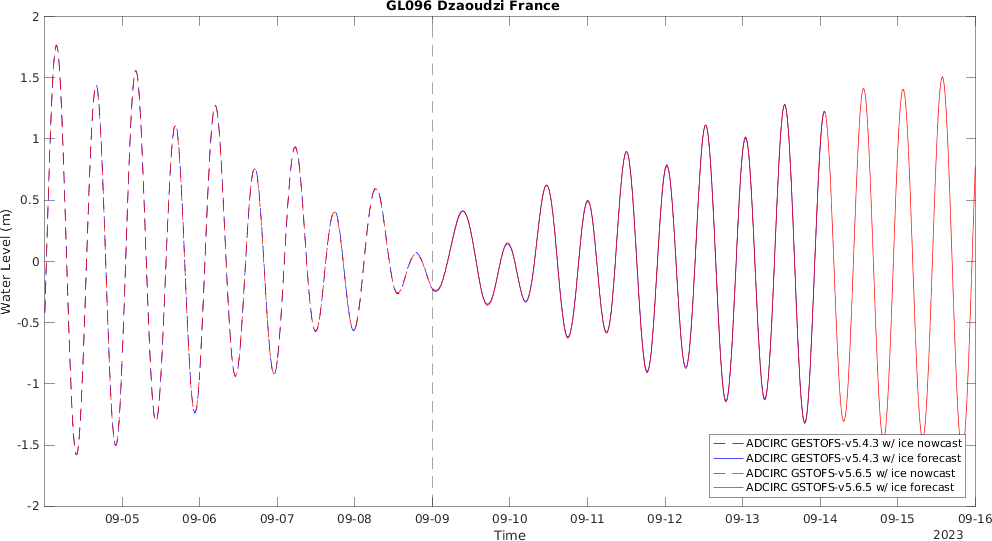 GL096 Dzaoudzi France
2
1.5
1
0.5
0
-0.5
-1
-1.5
-2
Water Level (m)
ADCIRC GESTOFS-v5.4.3 w/ ice nowcast
ADCIRC GESTOFS-v5.4.3 w/ ice forecast
ADCIRC GSTOFS-v5.6.5 w/ ice nowcast
ADCIRC GSTOFS-v5.6.5 w/ ice forecast
09-05 09-06 09-07 09-08 09-09 09-10 09-11 09-12 09-13 09-14 09-15 09-16
Time
2023